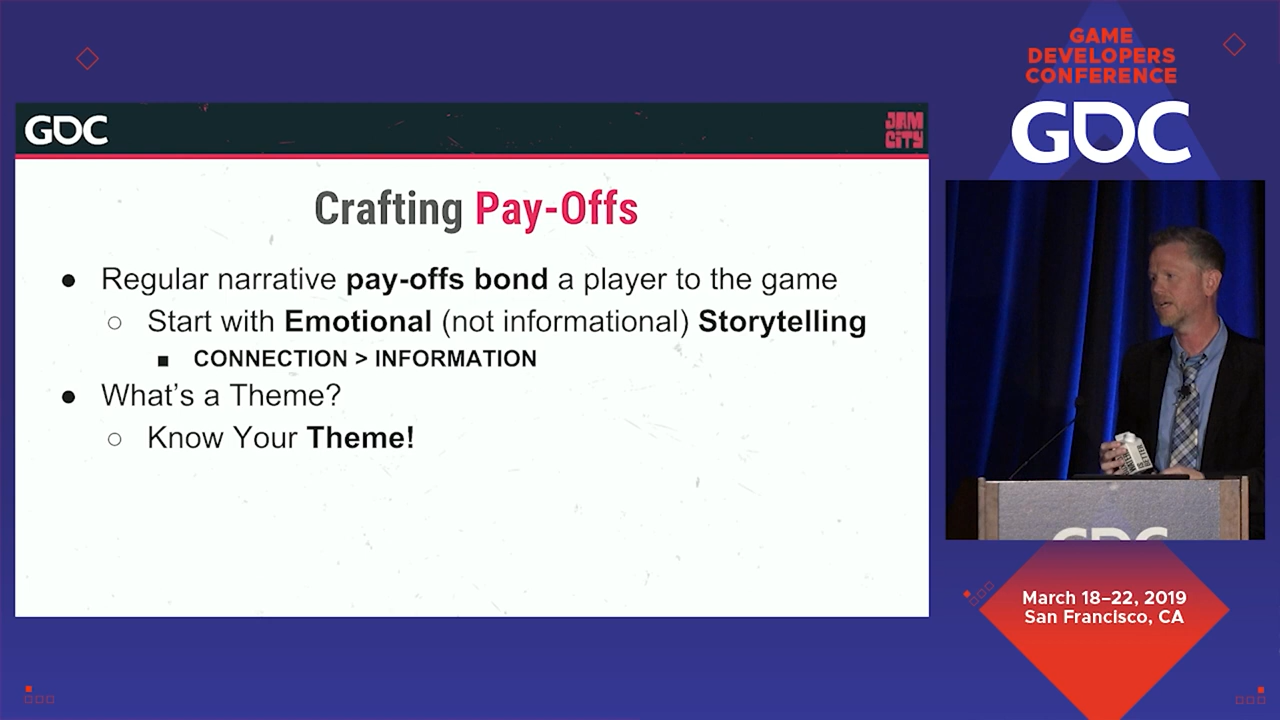 GAME
DEVELOPERS
CONFERENCE
GDC
GDC
JAM
CITY
Crafting Pay-Offs
● Regular narrative pay-offs bond a player to the game
○ Start with Emotional (not informational) Storytelling
■ CONNECTION > INFORMATION
● What's a Theme?
○ Know Your Theme!
GDC
March 18–22, 2019
San Francisco, CA